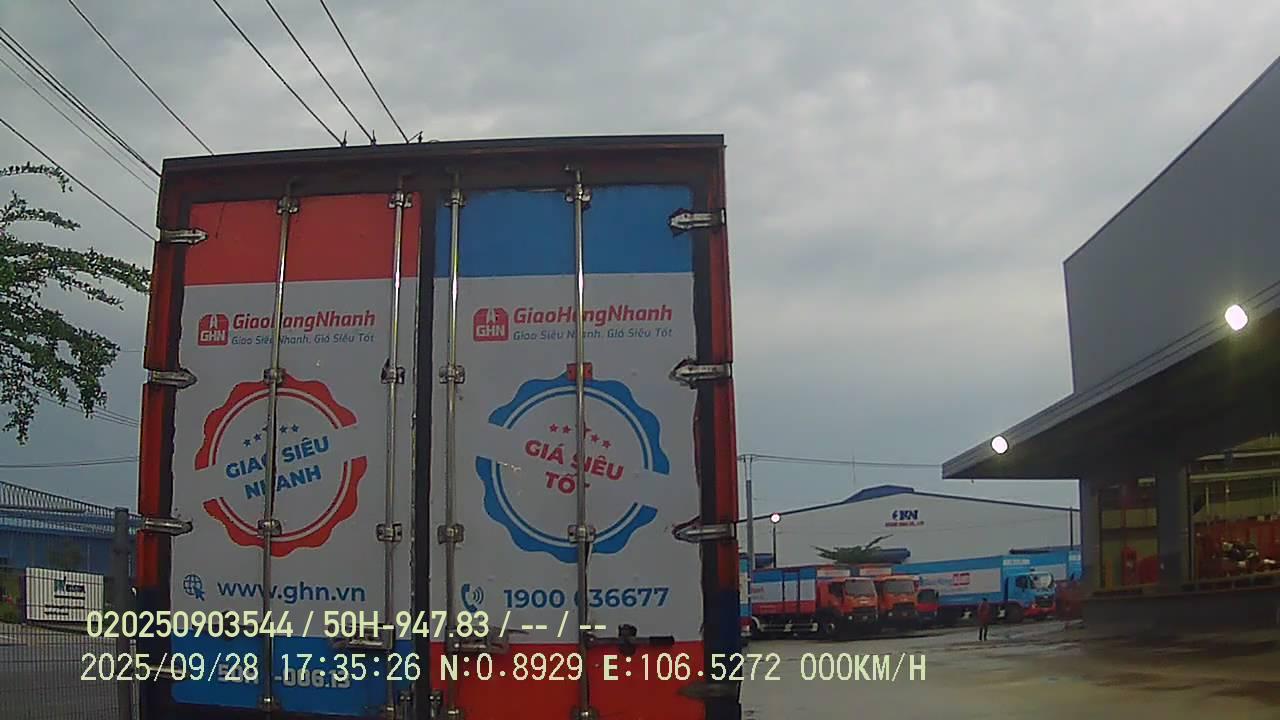 GHN GiaoHangNhanh
Giao Siêu Nhanh, Giá Siêu Tốt
GHN GiaoHangNhanh
Giao Siêu Nhanh, Giá Siêu Tốt
GIAO SIÊU
NHANH
GIÁ SIÊU
TỐT
www.ghn.vn
1900 636677
020250903544 / 50H-947.83 / -- / --
2025/09/28 17:35:26 N:0.8929 E:106.5272 000KM/H